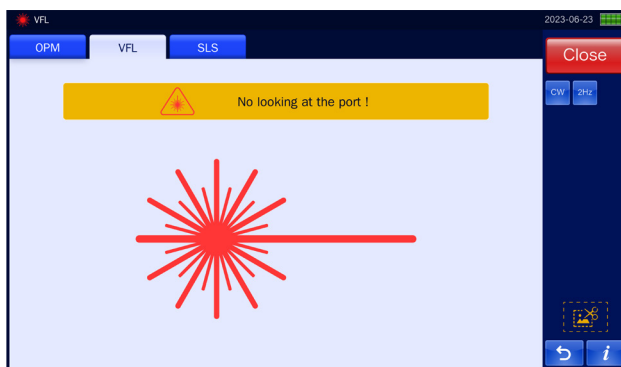 VFL
2023-06-23
OPM
VFL
SLS
Close
No looking at the port !
CW
2Hz
i